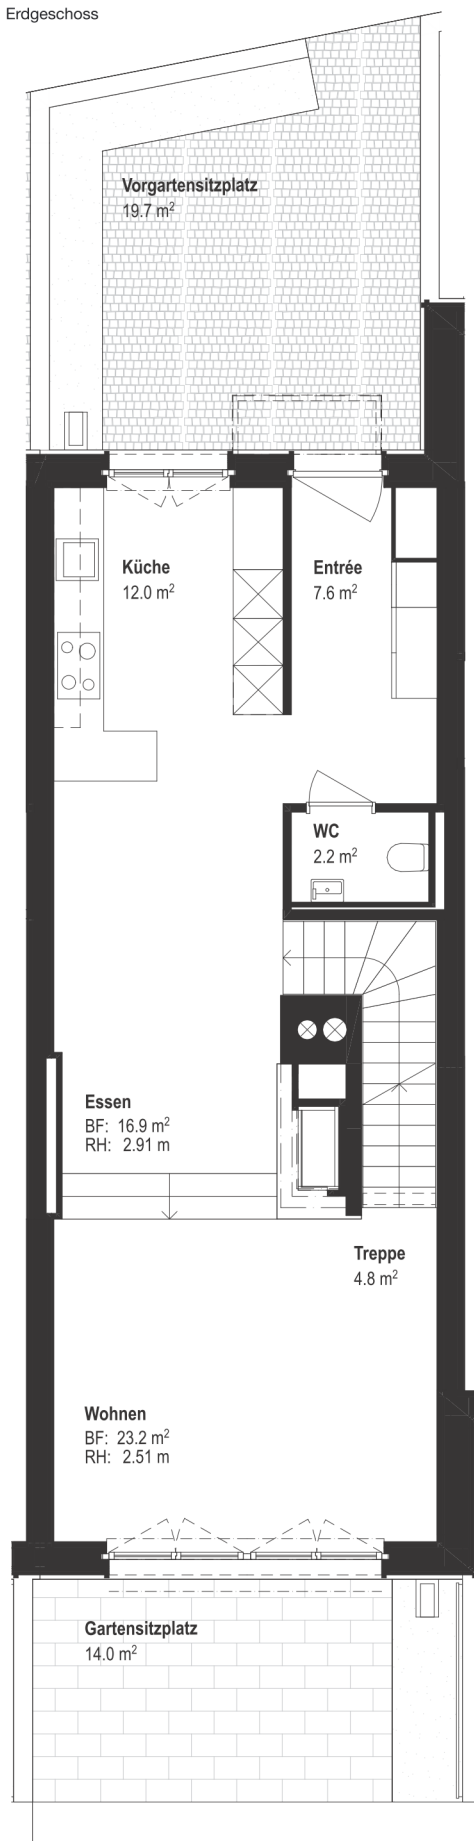 Erdgeschoss
Vorgartensitzplatz
19.7 m²
Küche
12.0 m²
Entrée
7.6 m²
WC
2.2 m²
Essen
BF: 16.9 m²
RH: 2.91 m
Treppe
4.8 m²
Wohnen
BF: 23.2 m²
RH: 2.51 m
Gartensitzplatz
14.0 m²